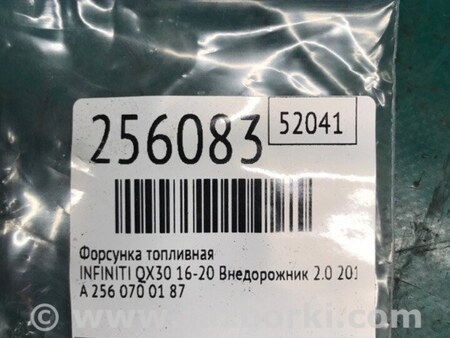 256083
52041
Форсунка топливная
INFINITI QX30 16-20 Внедорожник 2.0 201
A 256 070 01 87